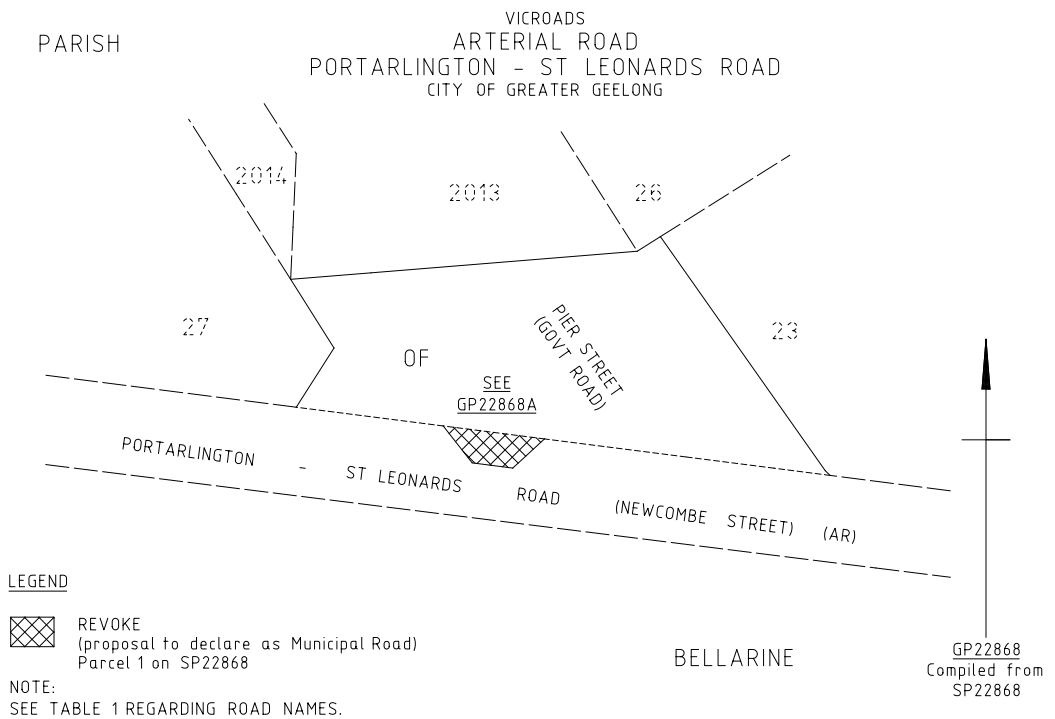 VICROADS
ARTERIAL ROAD
PORTARLINGTON - ST LEONARDS ROAD
CITY OF GREATER GEELONG
PARISH
2014
2013
26
27
23
OF
PIER STREET
(GOVT ROAD)
SEE
GP22868A
PORTARLINGTON - ST LEONARDS ROAD (NEWCOMBE STREET) (AR)
LEGEND
REVOKE
(proposal to declare as Municipal Road)
Parcel 1 on SP22868
NOTE:
SEE TABLE 1 REGARDING ROAD NAMES.
BELLARINE
GP22868
Compiled from
SP22868